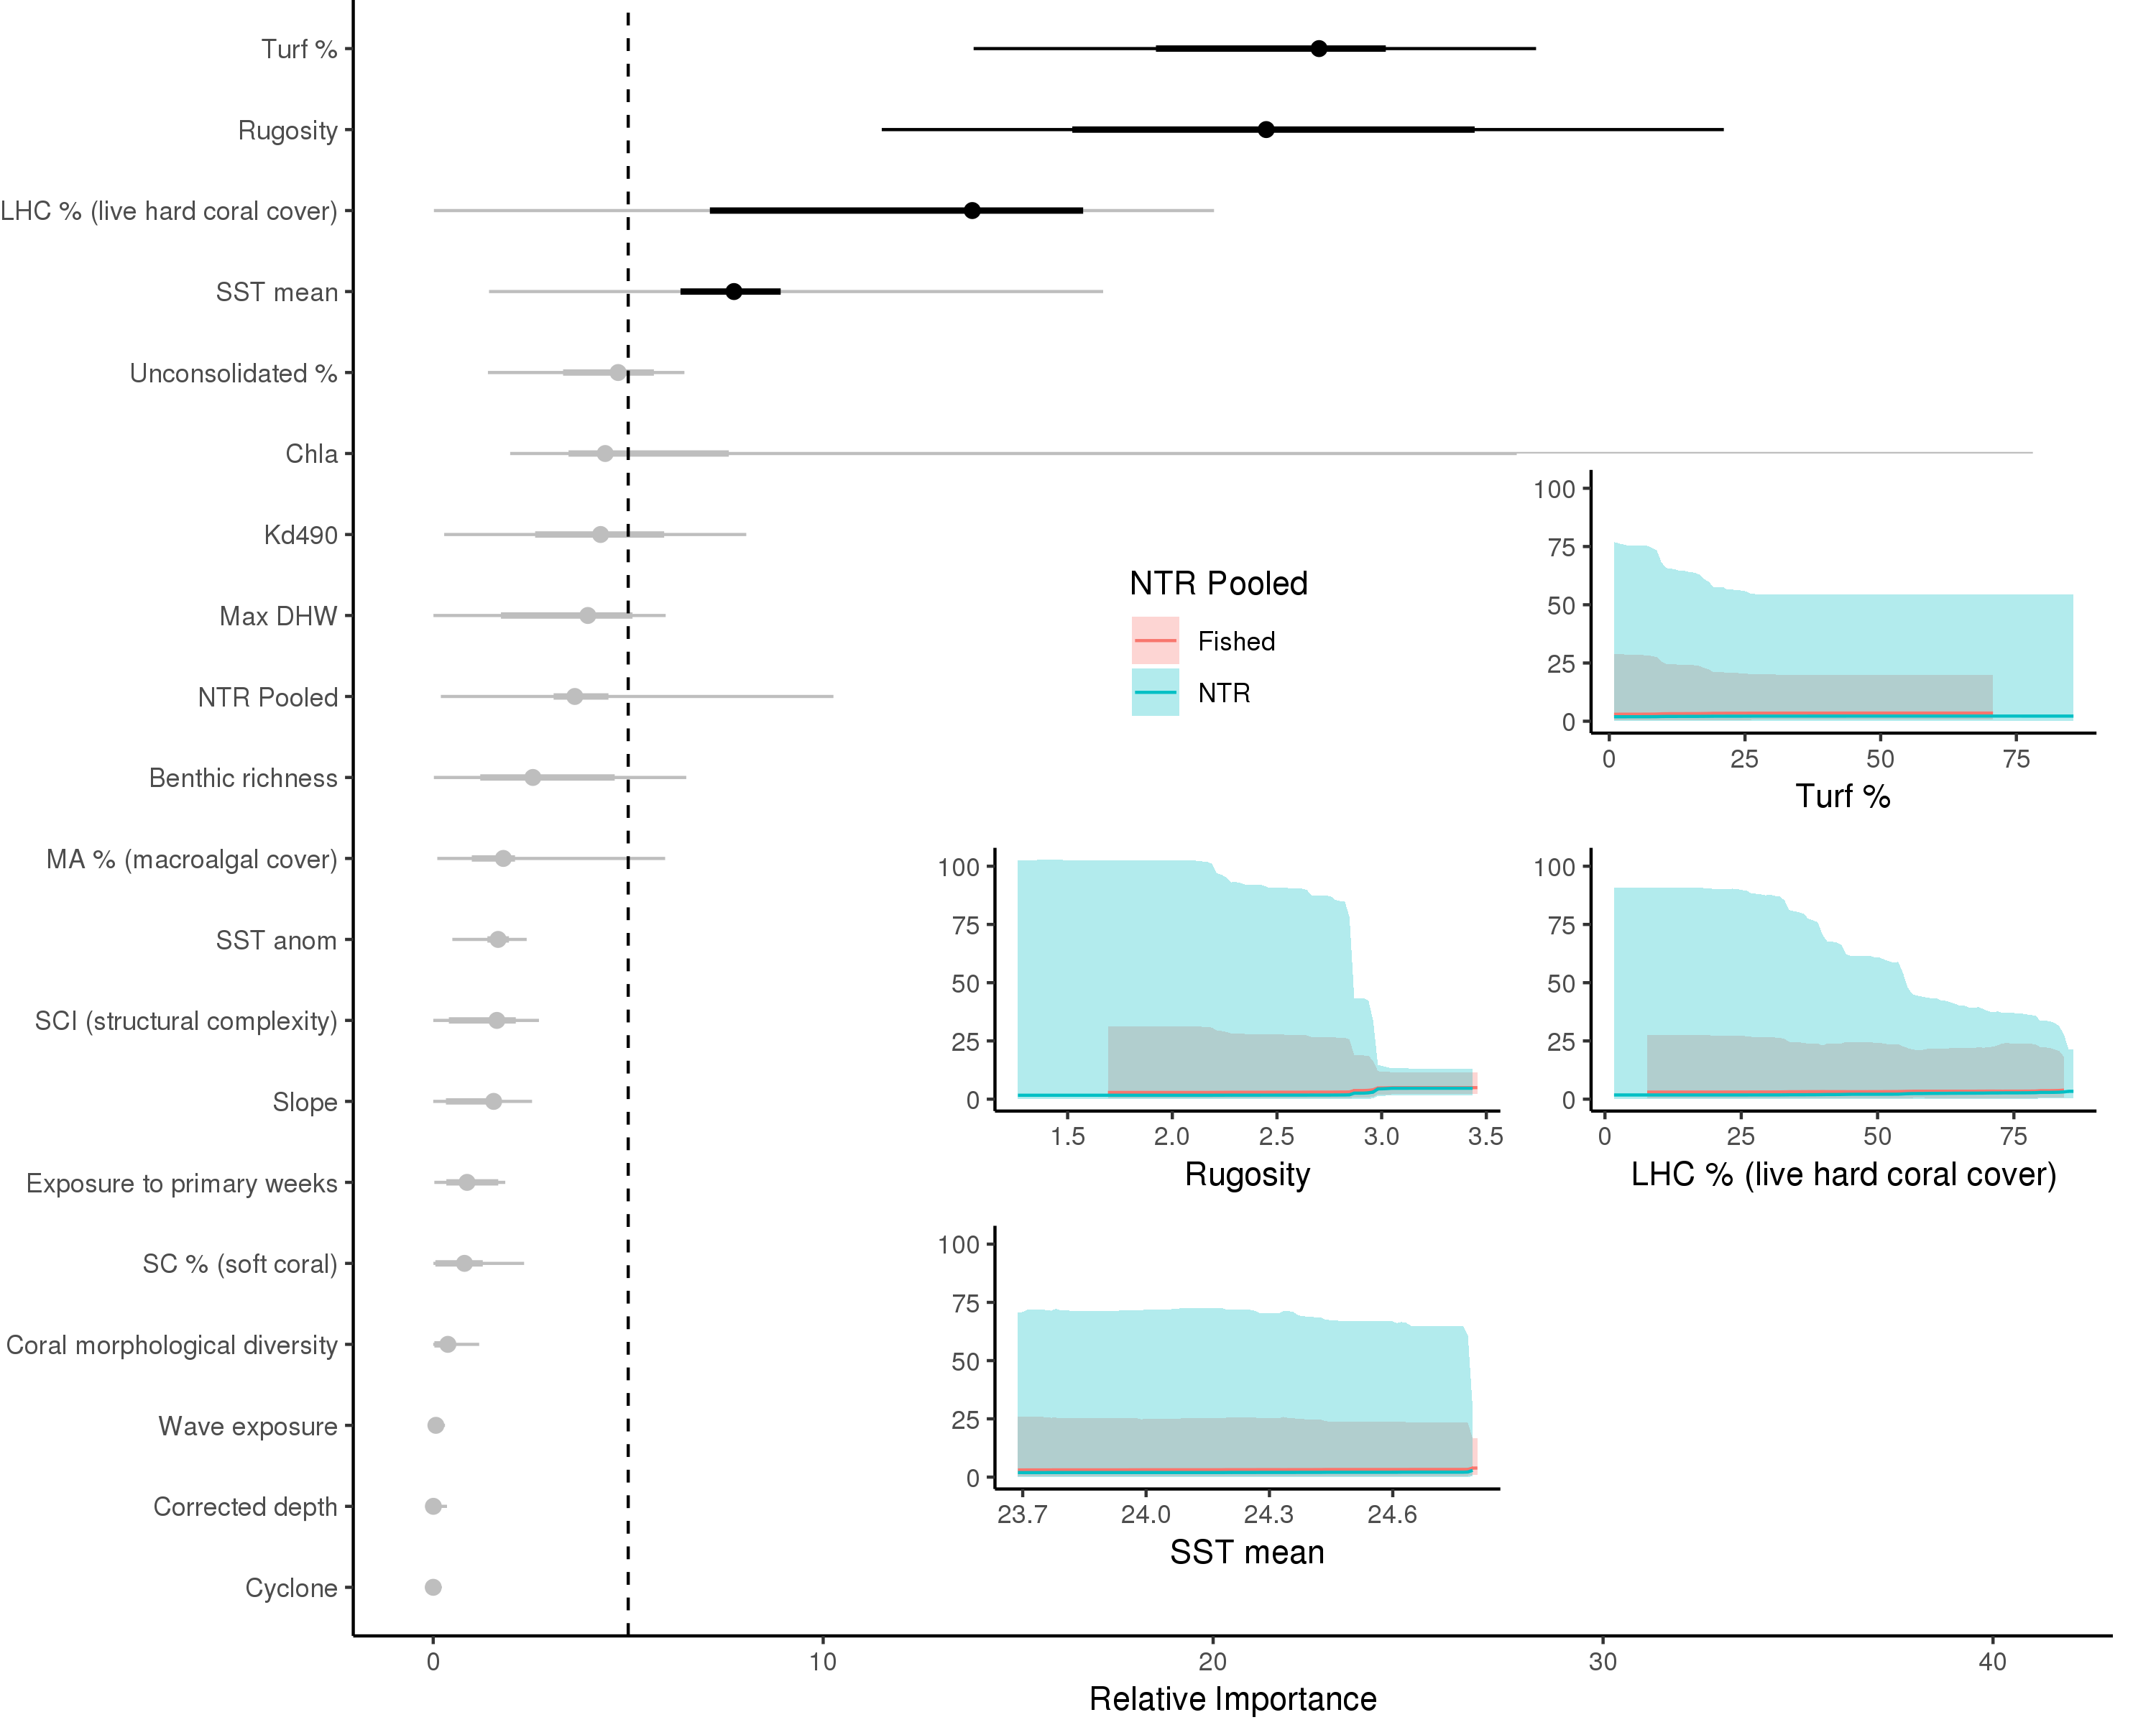 Turf %
Rugosity
LHC % (live hard coral cover)
SST mean
Unconsolidated %
Chla
Kd490
Max DHW
NTR Pooled
Benthic richness
MA % (macroalgal cover)
SST anom
SCI (structural complexity)
Slope
Exposure to primary weeks
SC % (soft coral)
Coral morphological diversity
Wave exposure
Corrected depth
Cyclone
0 10 20 30 40
Relative Importance
NTR Pooled
Fished
NTR
100
75
50
25
0
0 25 50 75
Turf %
100
75
50
25
0
1.5 2.0 2.5 3.0 3.5
Rugosity
100
75
50
25
0
0 25 50 75
LHC % (live hard coral cover)
100
75
50
25
0
23.7 24.0 24.3 24.6
SST mean